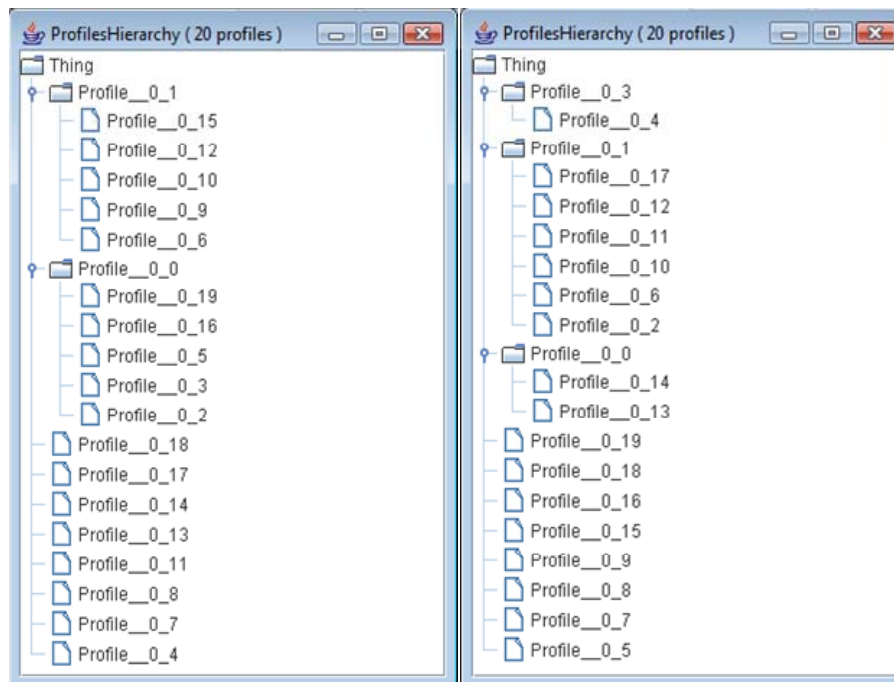 ProfilesHierarchy ( 20 profiles )
Thing
Profile__0_1
Profile__0_15
Profile__0_12
Profile__0_10
Profile__0_9
Profile__0_6
Profile__0_0
Profile__0_19
Profile__0_16
Profile__0_5
Profile__0_3
Profile__0_2
Profile__0_18
Profile__0_17
Profile__0_14
Profile__0_13
Profile__0_11
Profile__0_8
Profile__0_7
Profile__0_4
ProfilesHierarchy ( 20 profiles )
Thing
Profile__0_3
Profile__0_4
Profile__0_1
Profile__0_17
Profile__0_12
Profile__0_11
Profile__0_10
Profile__0_6
Profile__0_2
Profile__0_0
Profile__0_14
Profile__0_13
Profile__0_19
Profile__0_18
Profile__0_16
Profile__0_15
Profile__0_9
Profile__0_8
Profile__0_7
Profile__0_5